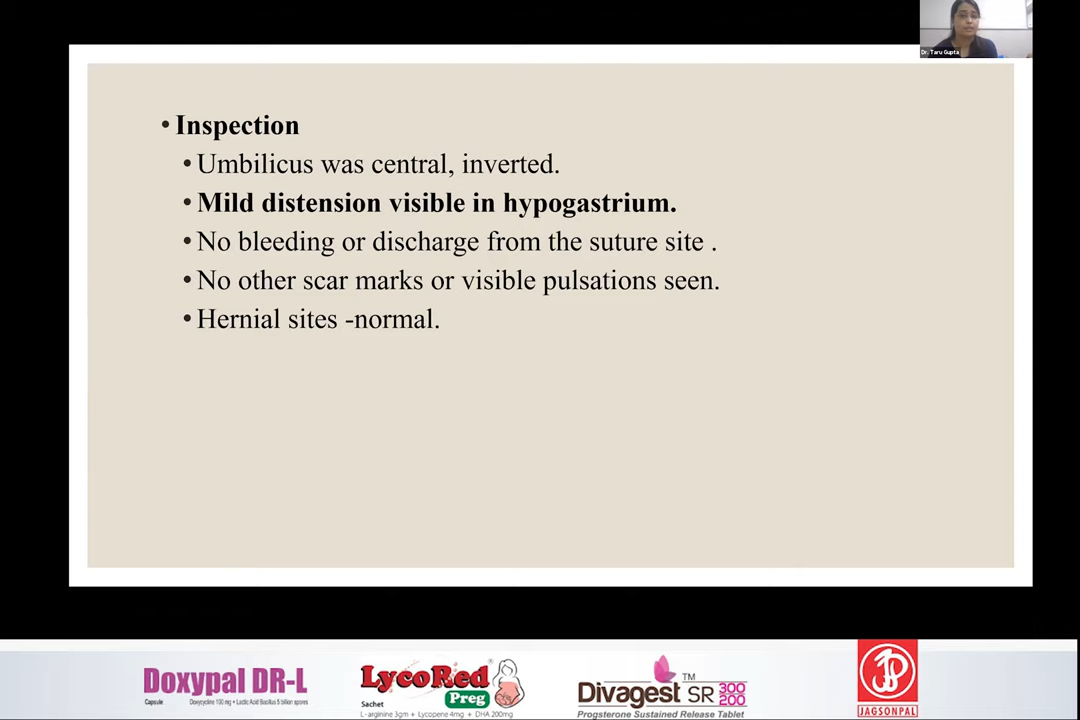 Dr. Taru Gupta
• Inspection
• Umbilicus was central, inverted.
• Mild distension visible in hypogastrium.
• No bleeding or discharge from the suture site .
• No other scar marks or visible pulsations seen.
• Hernial sites -normal.
Doxypal DR-L
Capsule Doxycycline 100 mg + Lactic Acid Bacillus 5 billion spores
LycoRed®
Preg
Sachet
L-arginine 3gm + Lycopene 4mg + DHA 200mg
Divagest SR 300 200 ™
Progsterone Sustained Release Tablet
JAGSONPAL